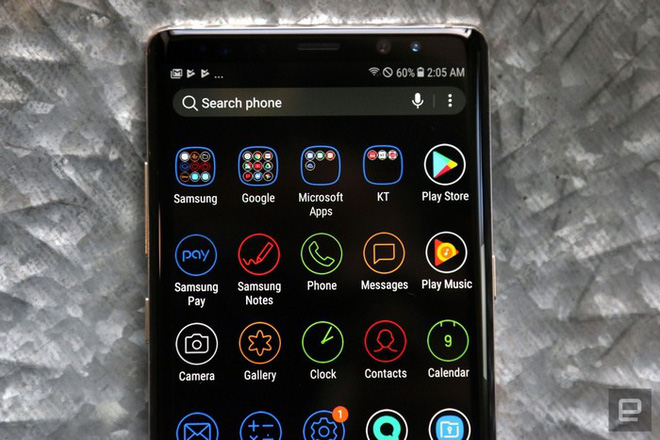 ... 60% 2:05 AM
Search phone
Samsung Google Microsoft Apps KT Play Store
pay
Samsung Pay Samsung Notes Phone Messages Play Music
9
Camera Gallery Clock Contacts Calendar
1
e